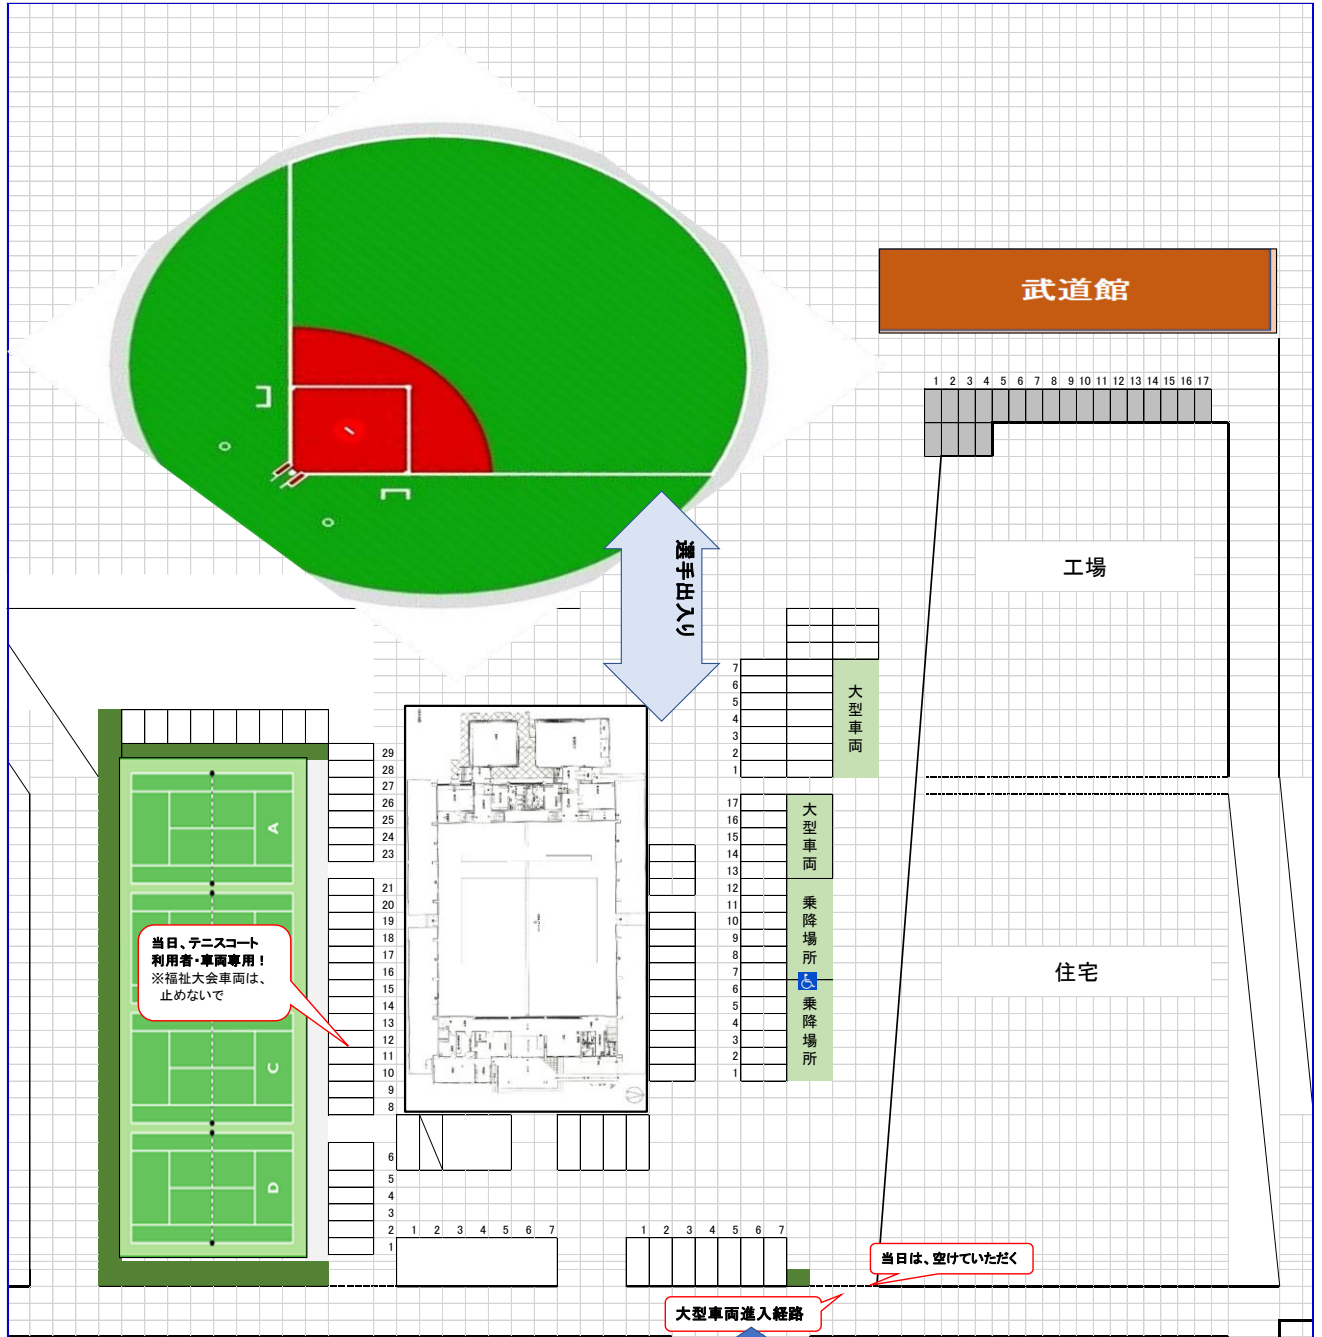 武道館
1 2 3 4 5 6 7 8 9 10 11 12 13 14 15 16 17
工場
選手出入り
7
6
5
4
3
2
1
大型車両
29
28
27
26
25
24
23
21
20
19
18
17
16
15
14
13
12
11
10
9
8
6
5
4
3
2
1
A
C
D
当日、テニスコート
利用者・車両専用！
※福祉大会車両は、
止めないで
17
16
15
14
13
12
11
10
9
8
7
6
5
4
3
2
1
大型車両
乗降場所
乗降場所
住宅
1 2 3 4 5 6 7
1 2 3 4 5 6 7
当日は、空けていただく
大型車両進入経路